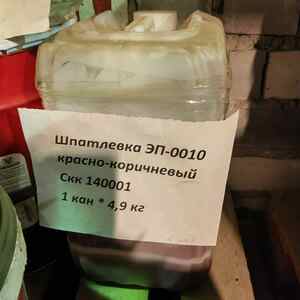 Шпатлевка ЭП-0010
красно-коричневый
Скк 140001
1 кан * 4,9 кг